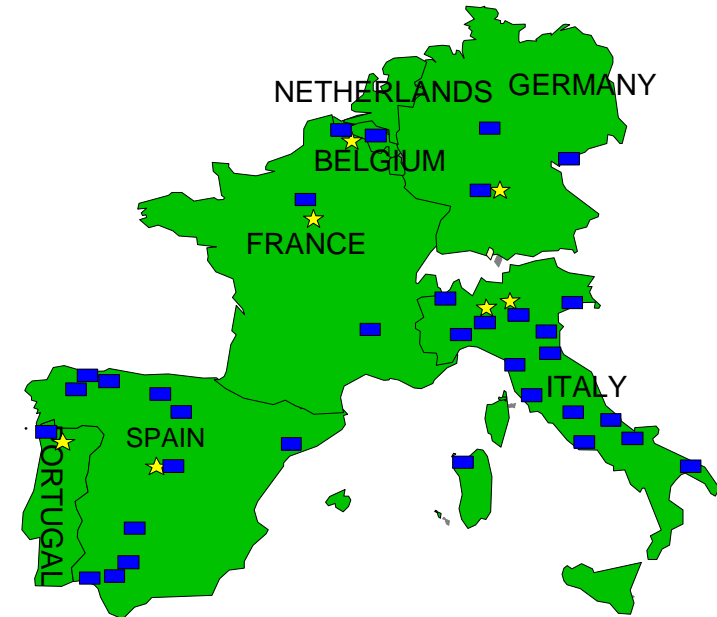 NETHERLANDS
GERMANY
BELGIUM
FRANCE
ITALY
SPAIN
PORTUGAL